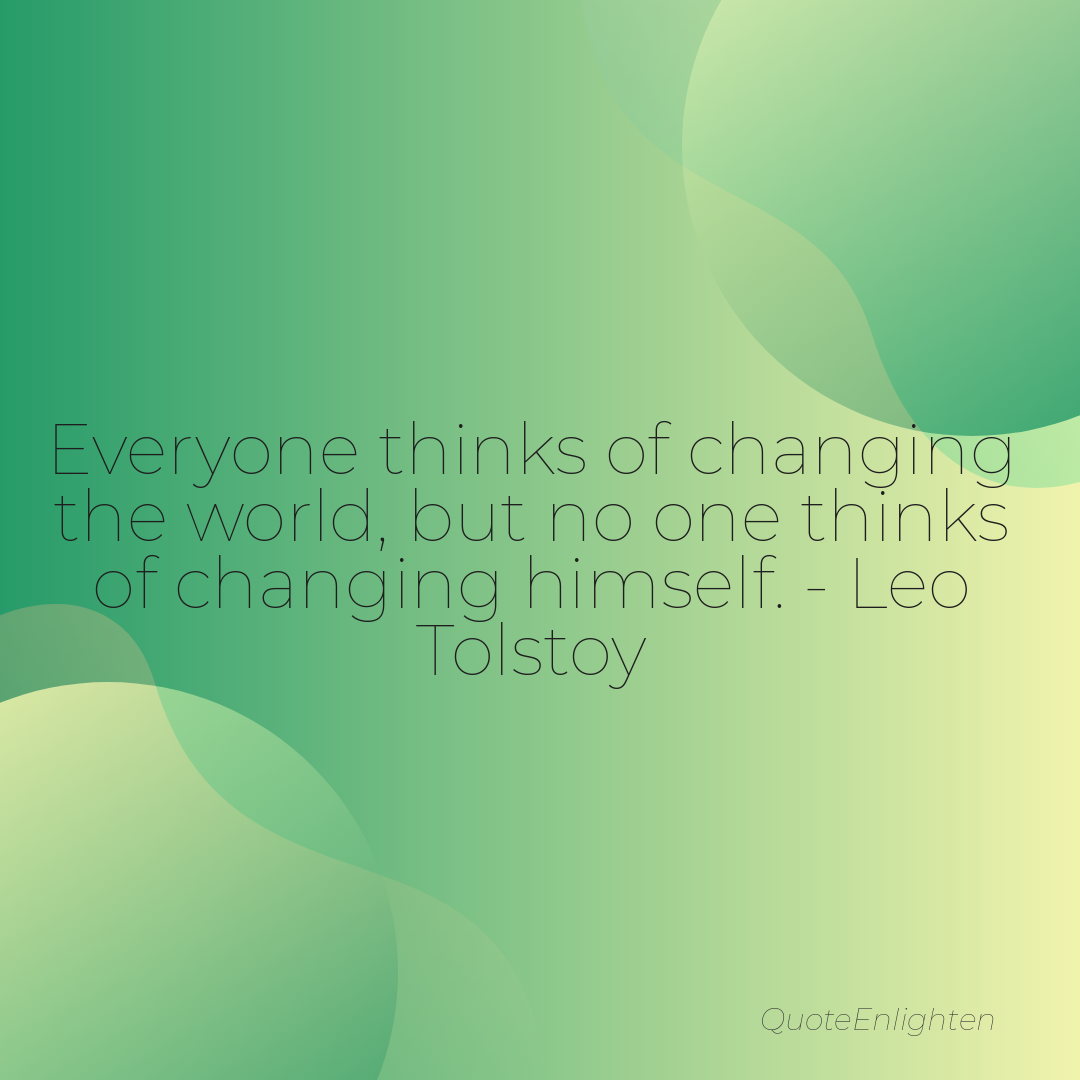 Everyone thinks of changing
the world, but no one thinks
of changing himself. - Leo
Tolstoy
QuoteEnlighten